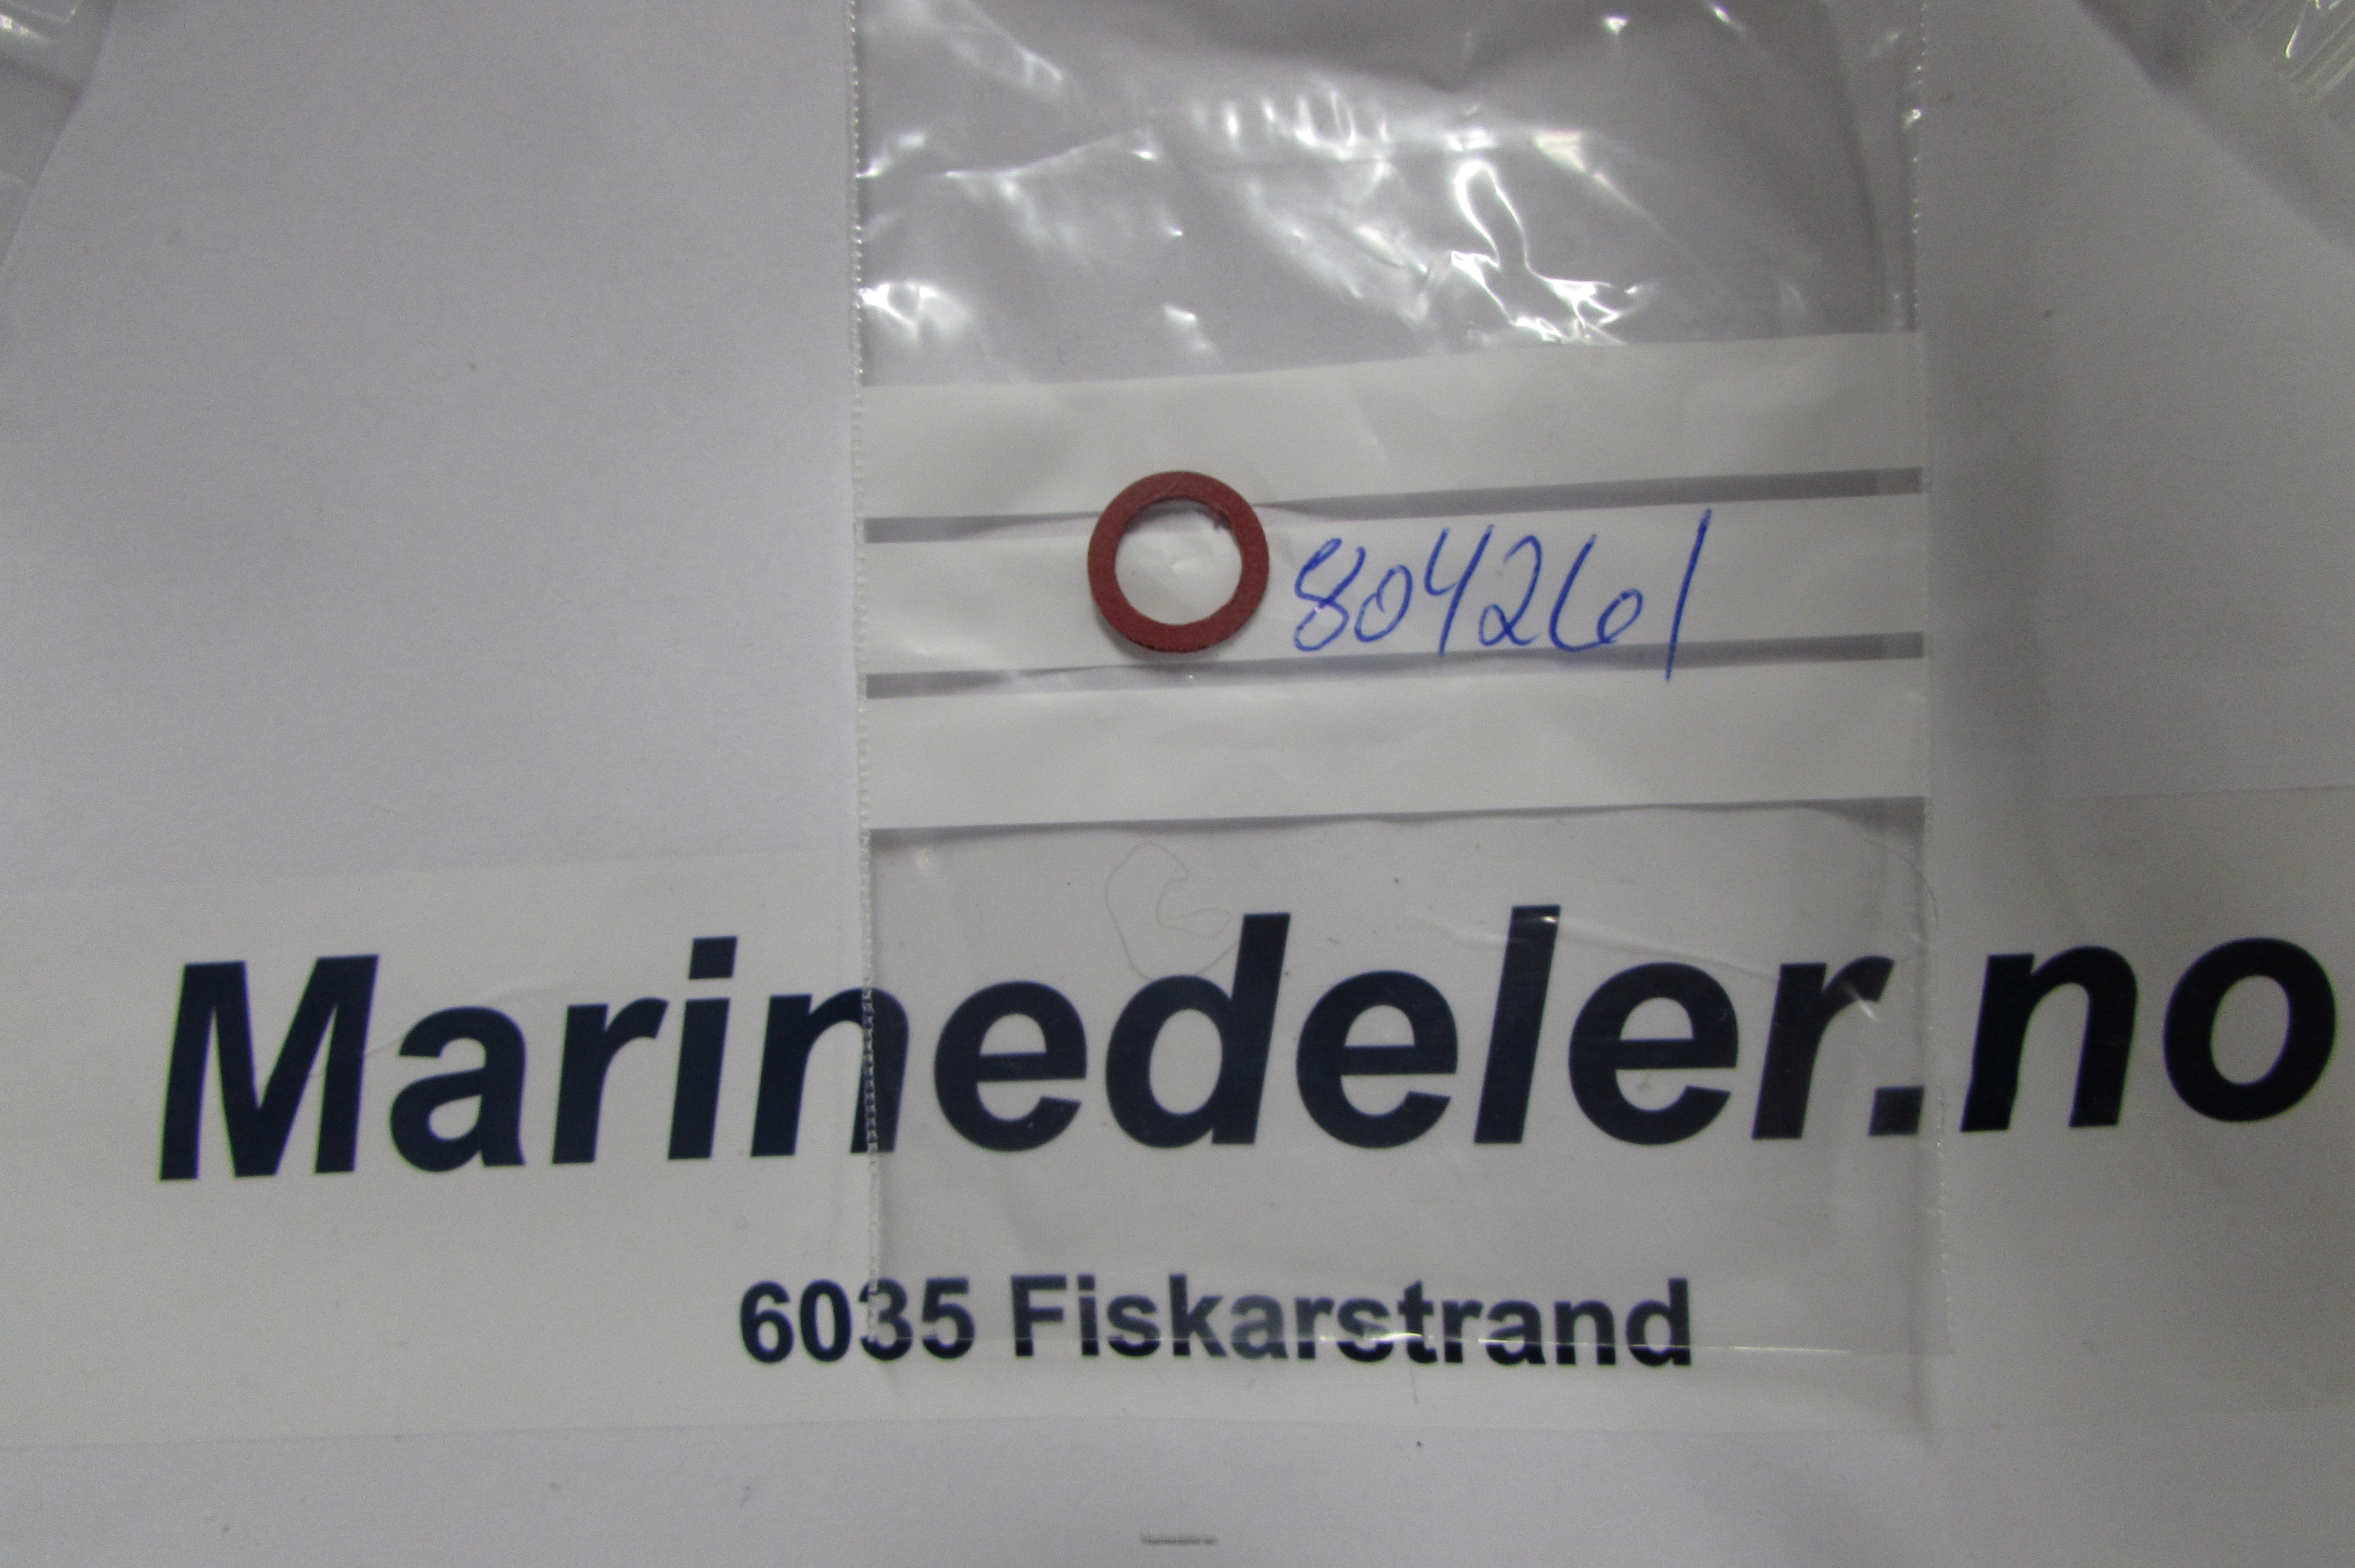 804261
Marinedeler.no
6035 Fiskarstrand